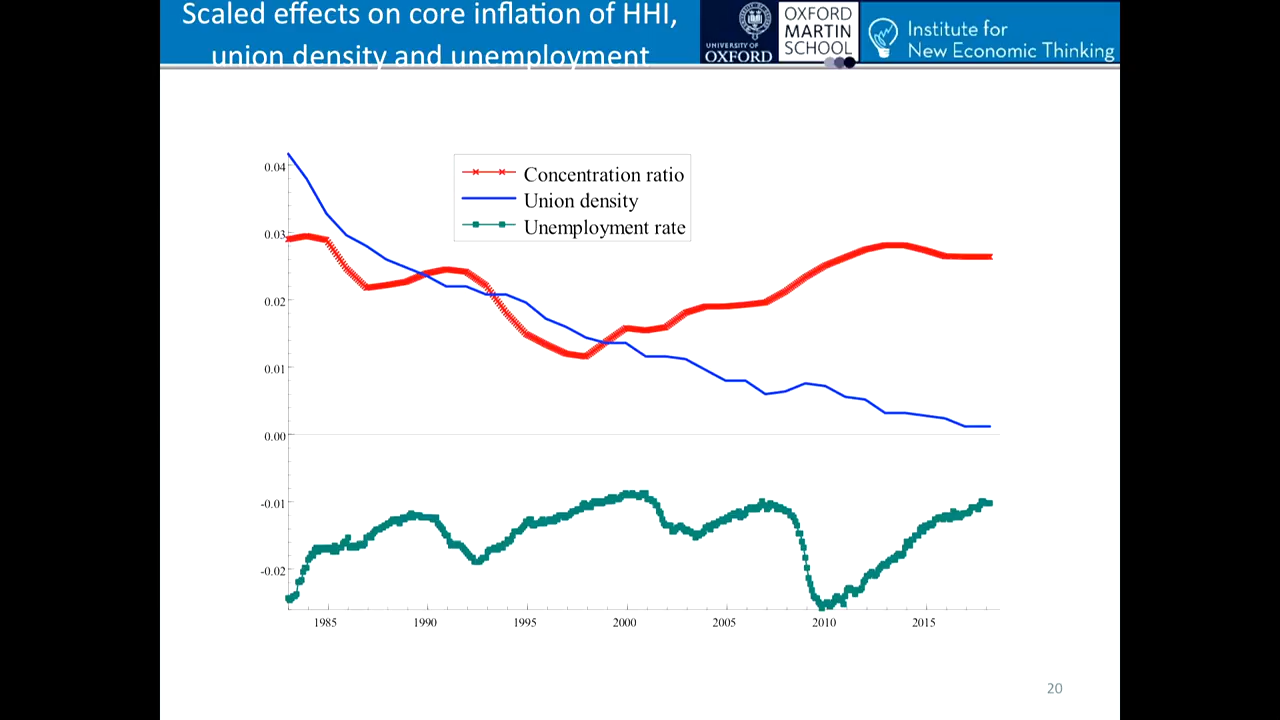 Scaled effects on core inflation of HHI,
union density and unemployment
UNIVERSITY OF
OXFORD
OXFORD
MARTIN
SCHOOL
Institute for
New Economic Thinking
Concentration ratio
Union density
Unemployment rate
0.04
0.03
0.02
0.01
0.00
-0.01
-0.02
1985 1990 1995 2000 2005 2010 2015
20